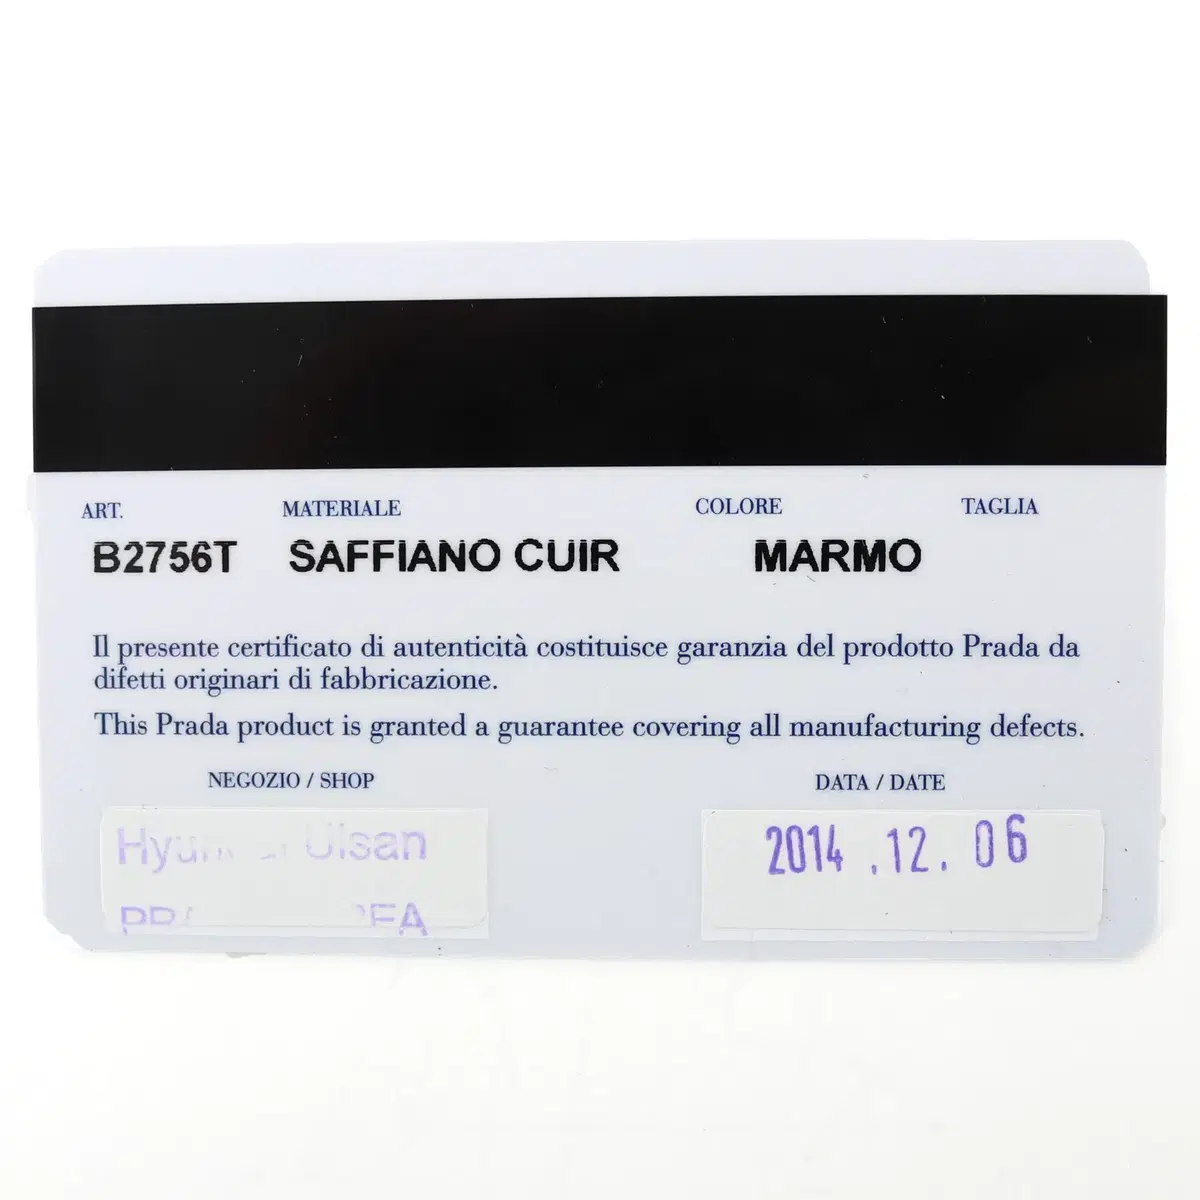 ART. MATERIALE COLORE TAGLIA
B2756T SAFFIANO CUIR MARMO
Il presente certificato di autenticità costituisce garanzia del prodotto Prada da
difetti originari di fabbricazione.
This Prada product is granted a guarantee covering all manufacturing defects.
NEGOZIO / SHOP DATA / DATE
Ulsan 2014 .12. 06